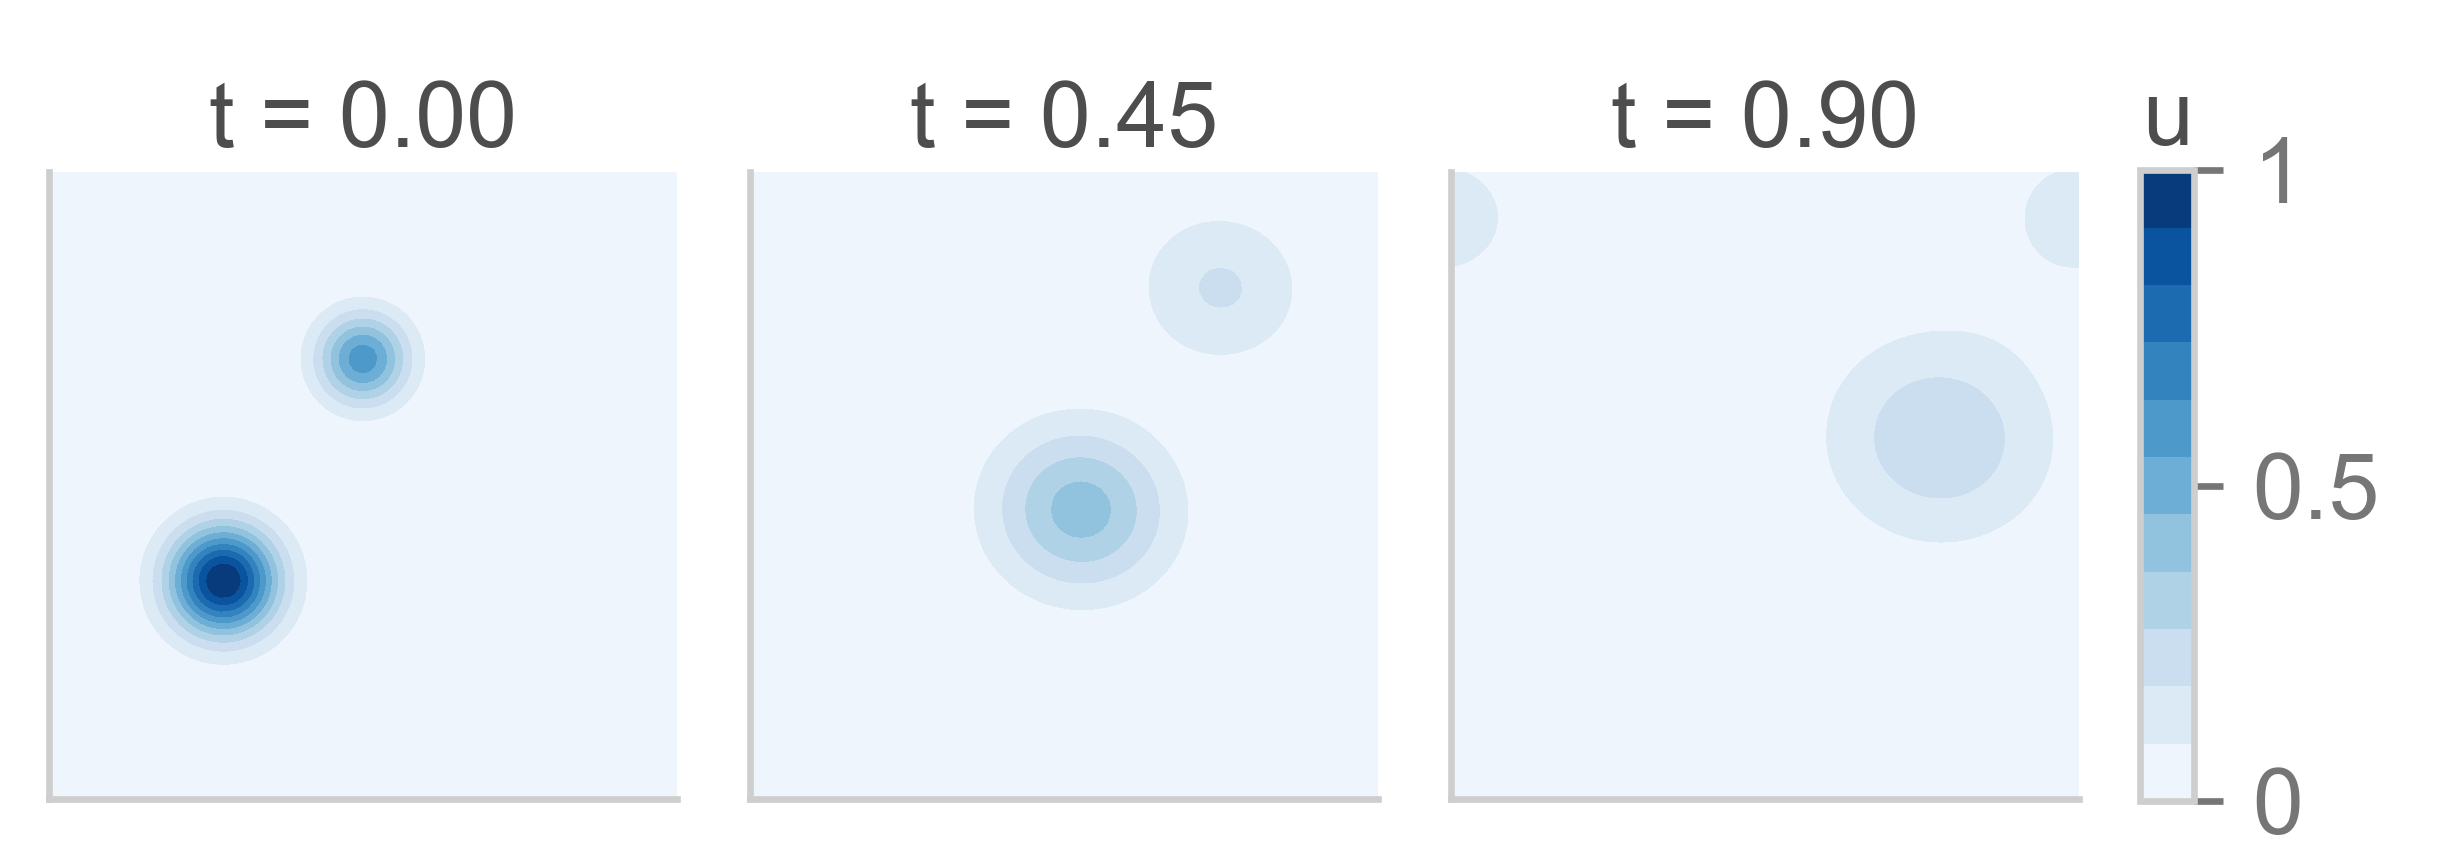 t = 0.00
t = 0.45
t = 0.90
u
1
0.5
0